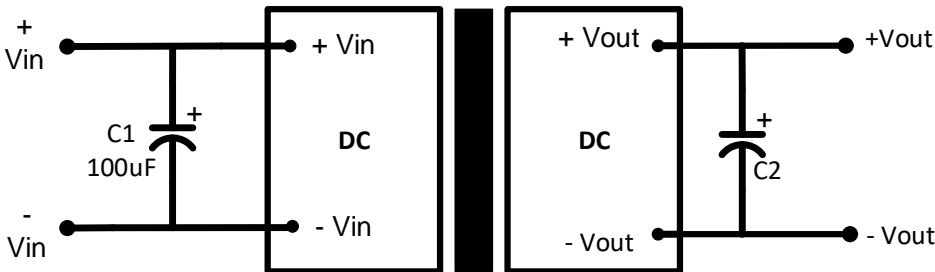 +
Vin
+ Vin
+ Vout
+Vout
+
C1
100uF
DC
DC
+
C2
-
Vin
- Vin
- Vout
- Vout